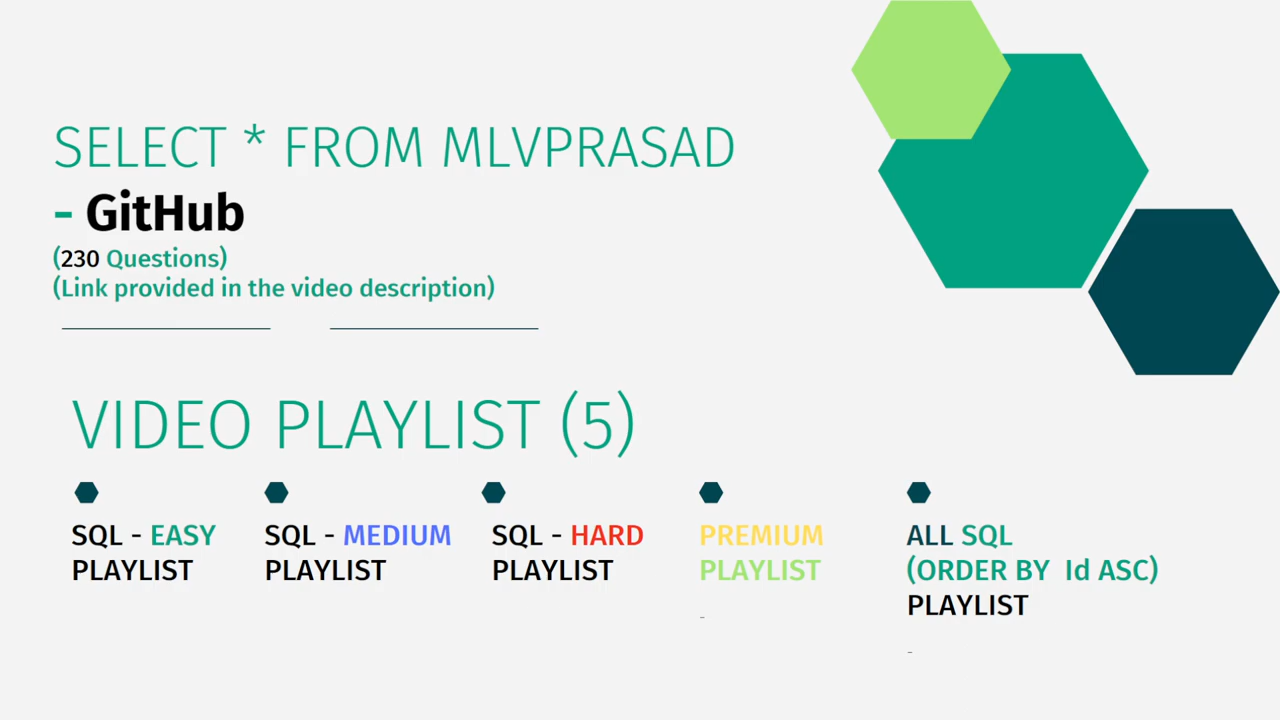 SELECT * FROM MLVPRASAD
- GitHub
(230 Questions)
(Link provided in the video description)
VIDEO PLAYLIST (5)
SQL - EASY
PLAYLIST
SQL - MEDIUM
PLAYLIST
SQL - HARD
PLAYLIST
PREMIUM
PLAYLIST
-
ALL SQL
(ORDER BY Id ASC)
PLAYLIST
-